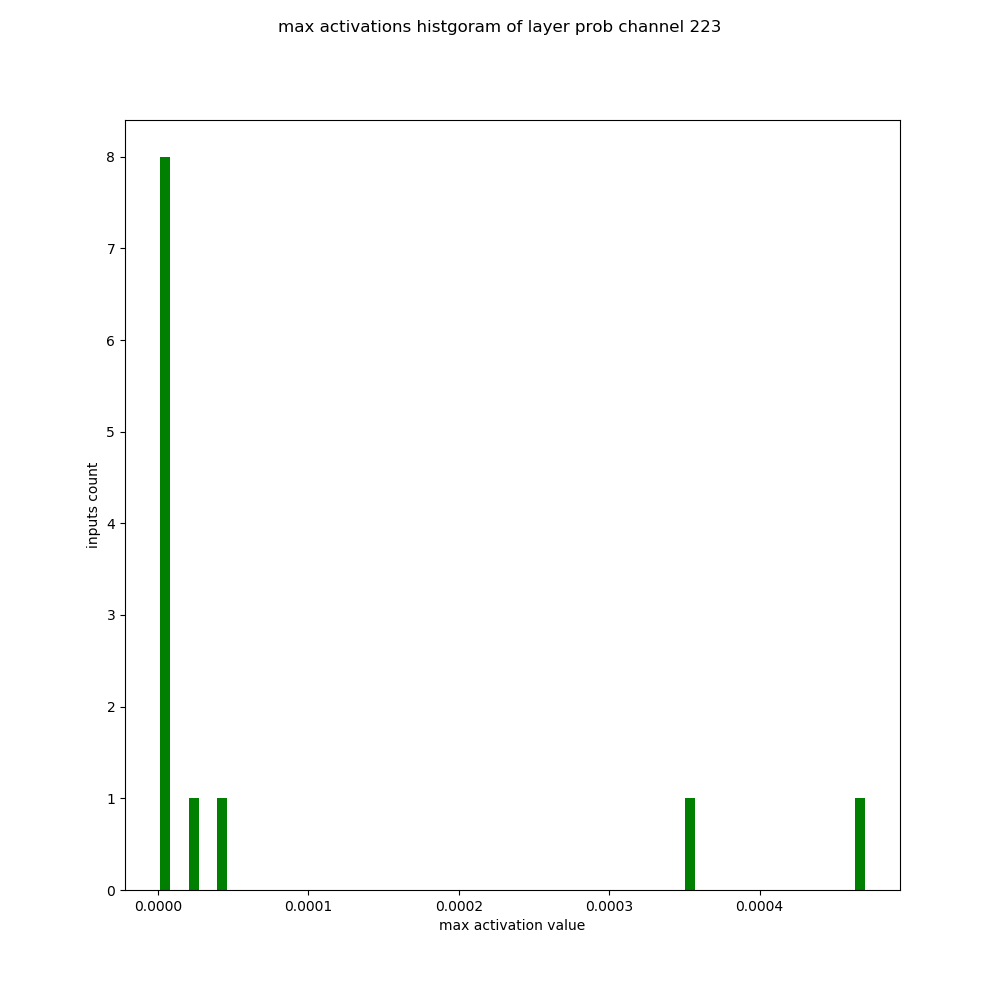 max activations histgoram of layer prob channel 223
8
7
6
5
4
3
2
1
0
inputs count
0.0000 0.0001 0.0002 0.0003 0.0004
max activation value